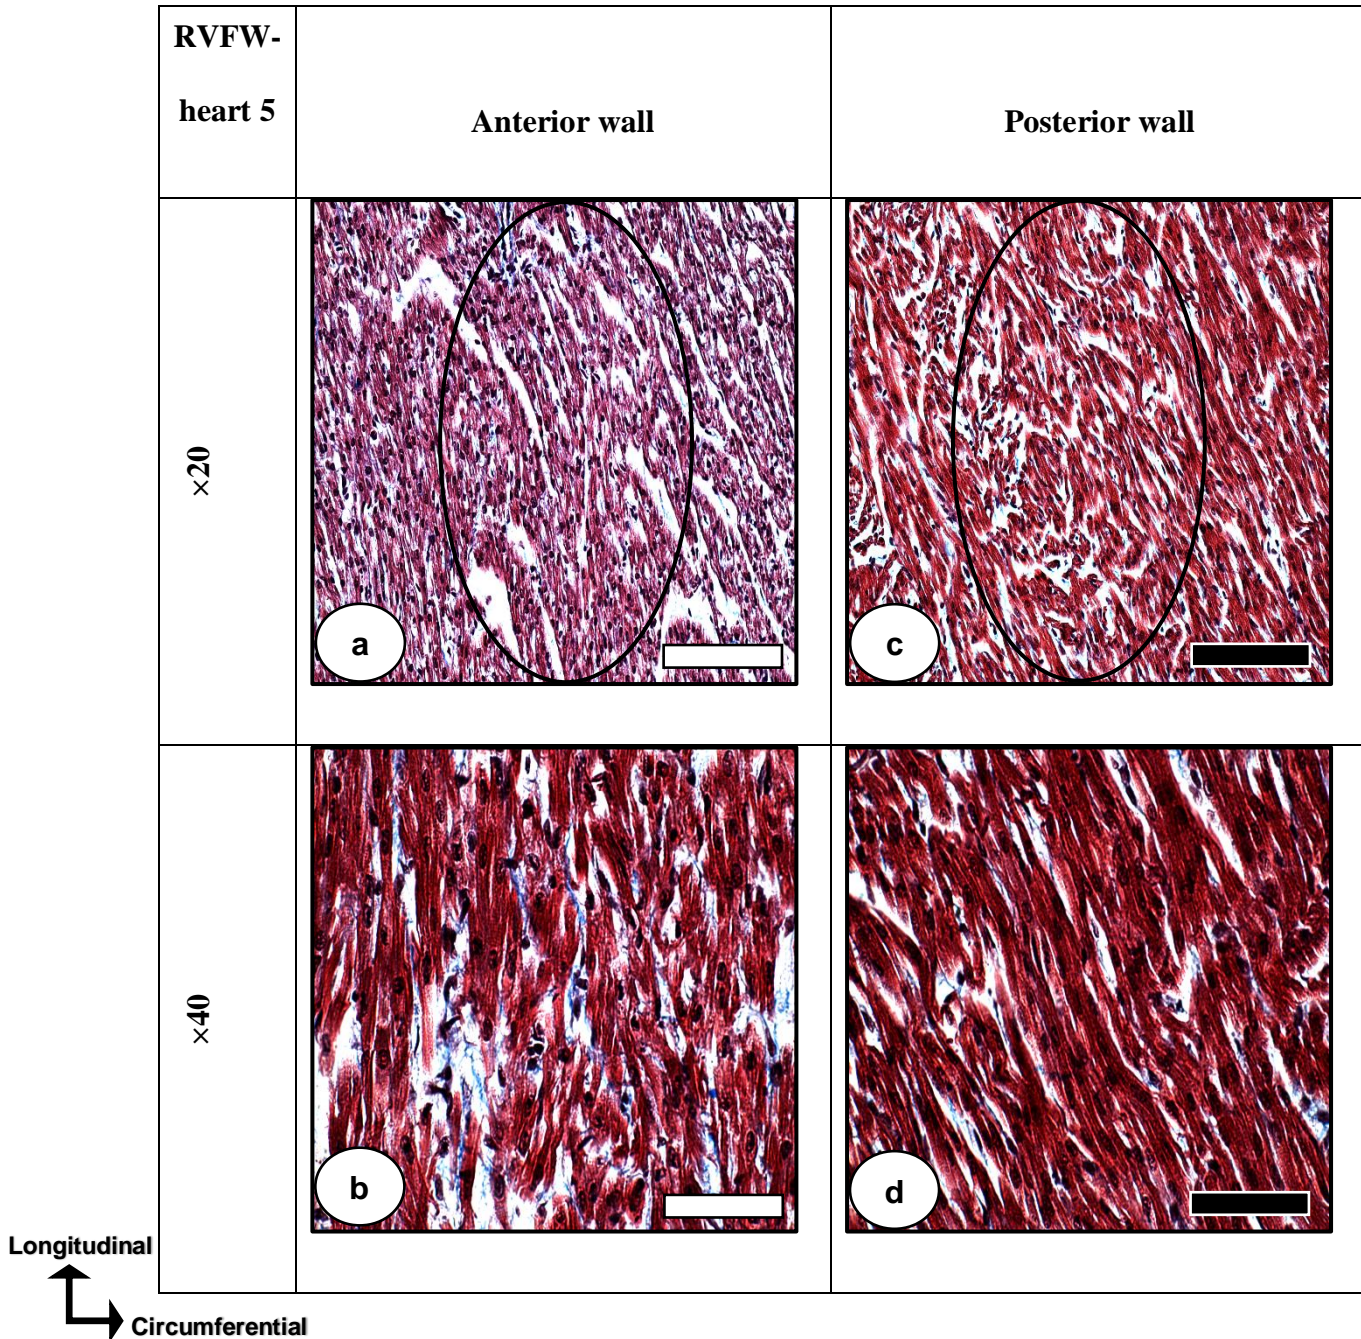 RVFW-
heart 5
Anterior wall
Posterior wall
×20
a
c
×40
b
d
Longitudinal
Circumferential